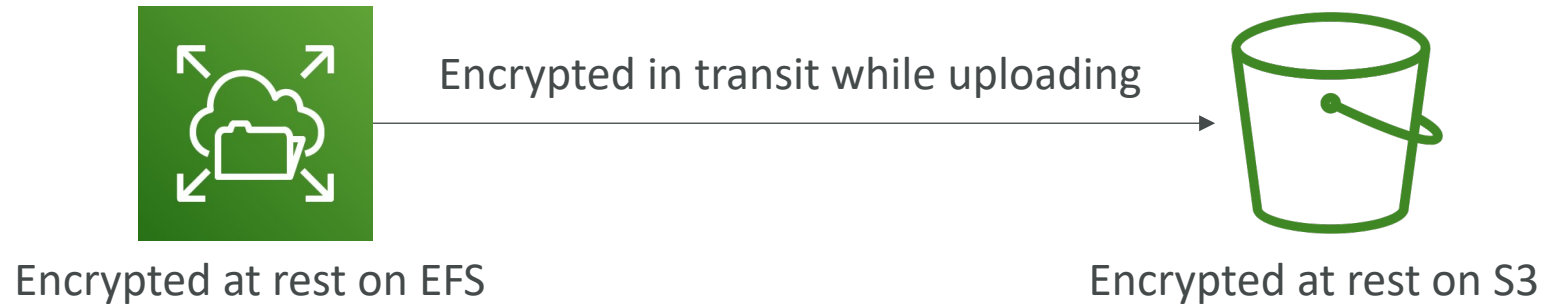 Encrypted in transit while uploading
Encrypted at rest on EFS
Encrypted at rest on S3